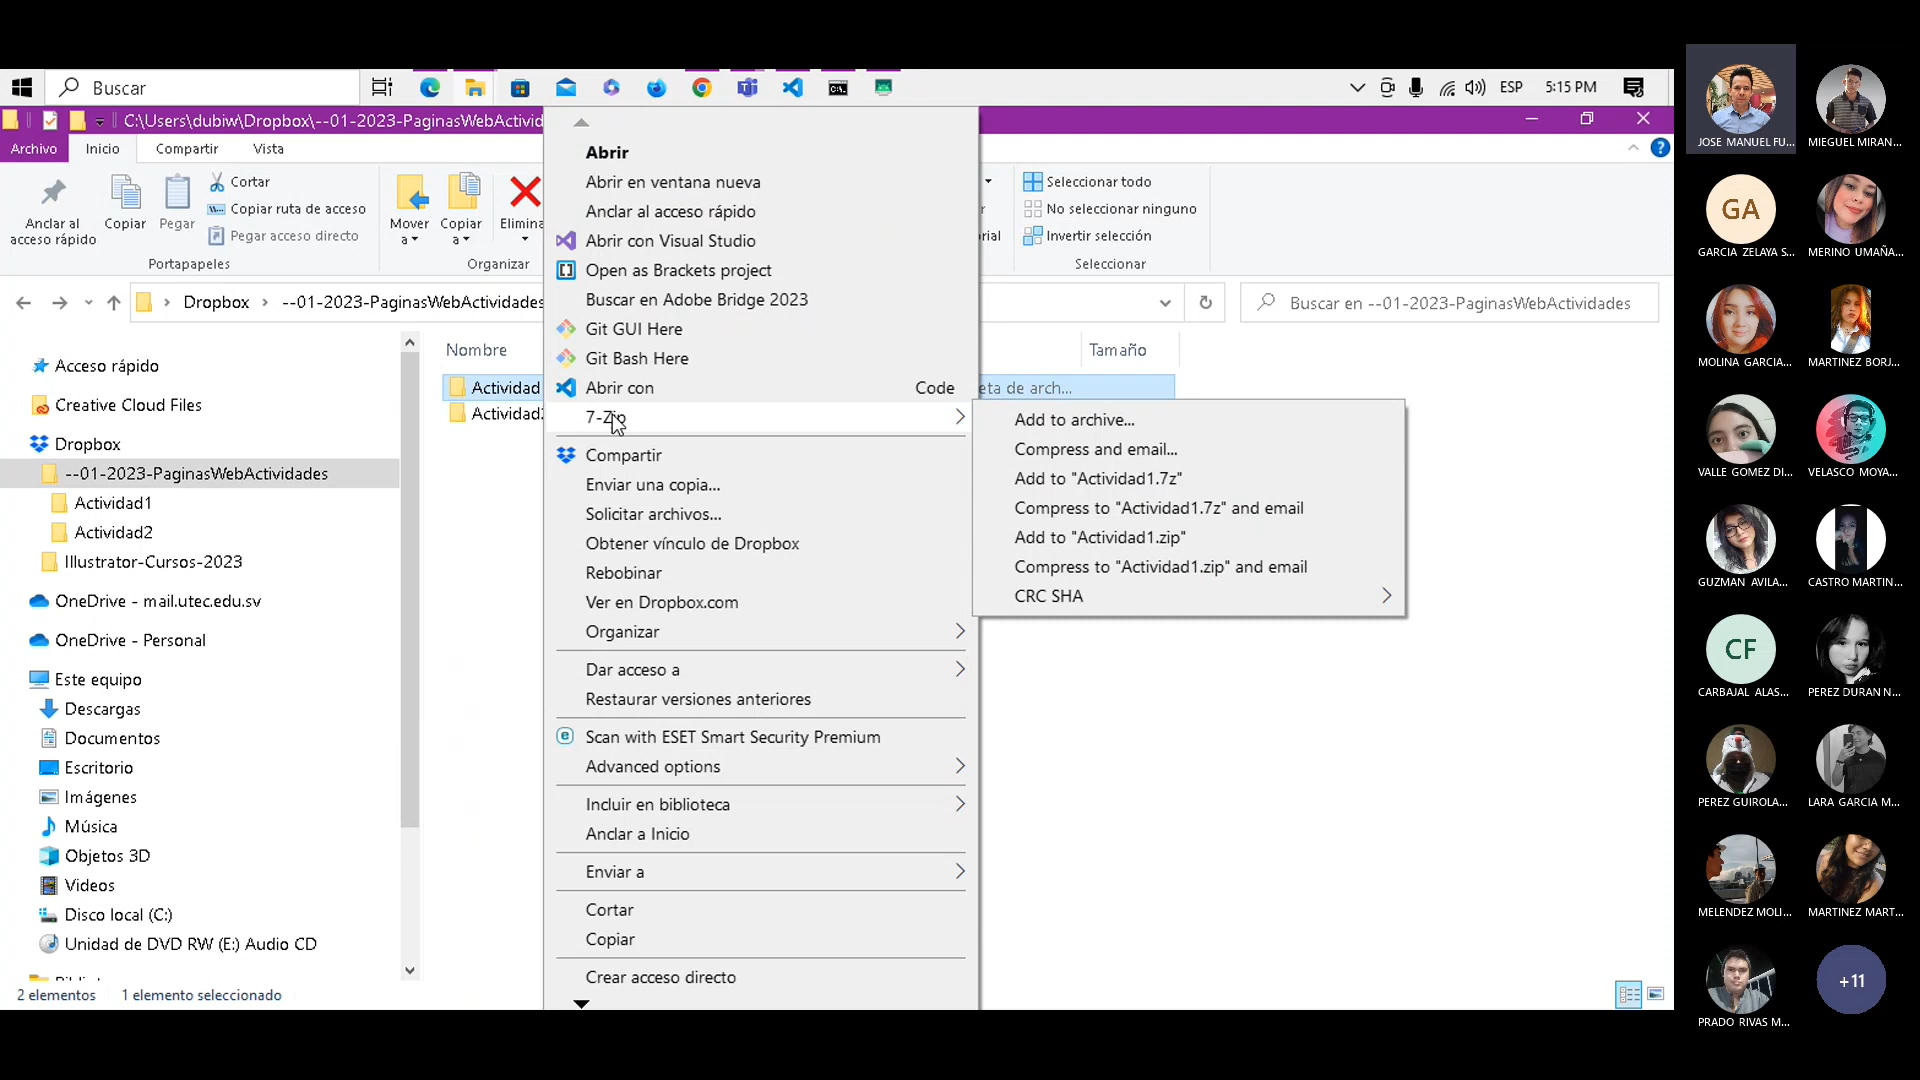 Buscar
ESP
5:15 PM
C:\Users\dubiw\Dropbox\--01-2023-PaginasWebActivid
Archivo
Inicio
Compartir
Vista
Anclar al
acceso rápido
Copiar
Pegar
Cortar
Copiar ruta de acceso
Pegar acceso directo
Portapapeles
Mover
a
Copiar
a
Elimina
Organizar
Seleccionar todo
No seleccionar ninguno
Invertir selección
Seleccionar
Dropbox
--01-2023-PaginasWebActividades
Buscar en --01-2023-PaginasWebActividades
Acceso rápido
Creative Cloud Files
Dropbox
--01-2023-PaginasWebActividades
Actividad1
Actividad2
Illustrator-Cursos-2023
OneDrive - mail.utec.edu.sv
OneDrive - Personal
Este equipo
Descargas
Documentos
Escritorio
Imágenes
Música
Objetos 3D
Videos
Disco local (C:)
Unidad de DVD RW (E:) Audio CD
2 elementos
1 elemento seleccionado
Nombre
Tamaño
Actividad
eta de arch...
Actividad2
Abrir
Abrir en ventana nueva
Anclar al acceso rápido
Abrir con Visual Studio
Open as Brackets project
Buscar en Adobe Bridge 2023
Git GUI Here
Git Bash Here
Abrir con Code
7-Zip
Compartir
Enviar una copia...
Solicitar archivos...
Obtener vínculo de Dropbox
Rebobinar
Ver en Dropbox.com
Organizar
Dar acceso a
Restaurar versiones anteriores
Scan with ESET Smart Security Premium
Advanced options
Incluir en biblioteca
Anclar a Inicio
Enviar a
Cortar
Copiar
Crear acceso directo
Add to archive...
Compress and email...
Add to "Actividad1.7z"
Compress to "Actividad1.7z" and email
Add to "Actividad1.zip"
Compress to "Actividad1.zip" and email
CRC SHA
JOSE MANUEL FU...
MIEGUEL MIRAN...
GA
GARCIA ZELAYA S...
MERINO UMAÑA...
MOLINA GARCIA...
MARTINEZ BORJ...
VALLE GOMEZ DI...
VELASCO MOYA...
GUZMAN AVILA...
CASTRO MARTIN...
CF
CARBAJAL ALAS...
PEREZ DURAN N...
PEREZ GUIROLA...
LARA GARCIA M...
MELENDEZ MOLI...
MARTINEZ MART...
PRADO RIVAS M...
+11